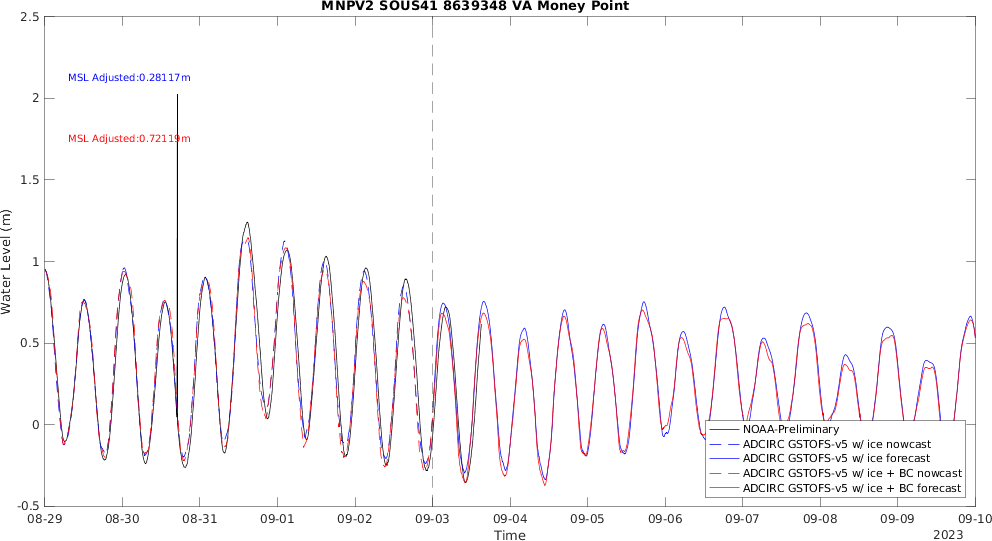 MNPV2 SOUS41 8639348 VA Money Point
2.5
2
1.5
1
0.5
0
-0.5
Water Level (m)
MSL Adjusted:0.28117m
MSL Adjusted:0.72119m
NOAA-Preliminary
ADCIRC GSTOFS-v5 w/ ice nowcast
ADCIRC GSTOFS-v5 w/ ice forecast
ADCIRC GSTOFS-v5 w/ ice + BC nowcast
ADCIRC GSTOFS-v5 w/ ice + BC forecast
08-29 08-30 08-31 09-01 09-02 09-03 09-04 09-05 09-06 09-07 09-08 09-09 09-10
Time
2023